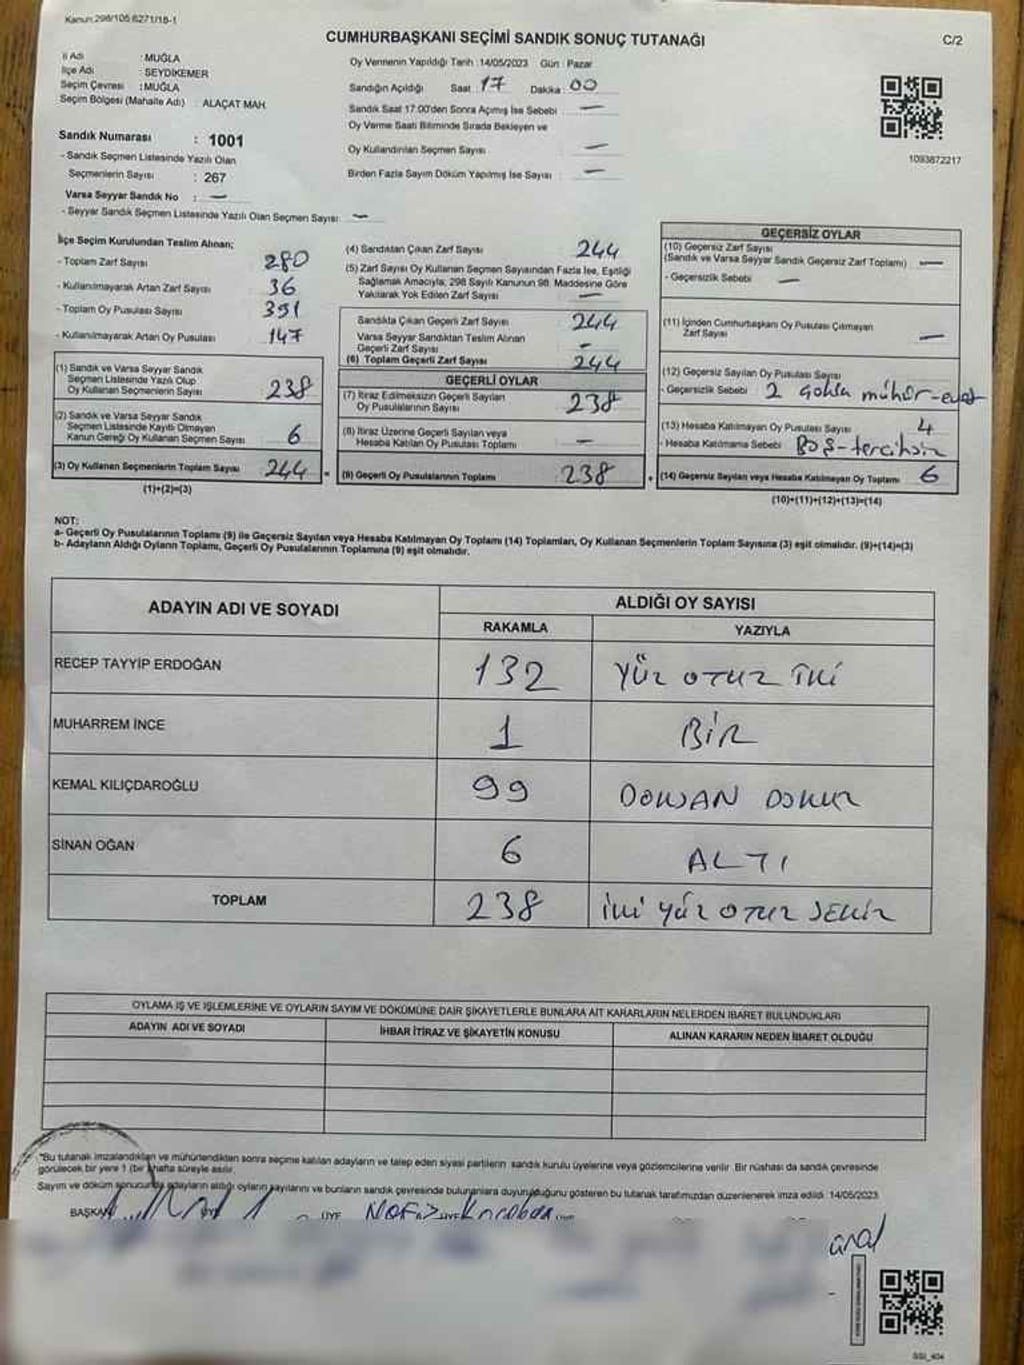 Kanun:298/105.6271/18-1
CUMHURBAŞKANI SEÇİMİ SANDIK SONUÇ TUTANAĞI
C/2
İl Adı : MUĞLA
İlçe Adı : SEYDİKEMER
Seçim Çevresi : MUĞLA
Seçim Bölgesi (Mahalle Adı) : ALAÇAT MAH.
Sandık Numarası : 1001
- Sandık Seçmen Listesinde Yazılı Olan
Seçmenlerin Sayısı : 267
Varsa Seyyar Sandık No : —
- Seyyar Sandık Seçmen Listesinde Yazılı Olan Seçmen Sayısı: —
Oy Vermenin Yapıldığı Tarih :14/05/2023 Gün : Pazar
Sandığın Açıldığı Saat : 17 Dakika : 00
Sandık Saat 17:00'den Sonra Açılmış İse Sebebi : —
Oy Verme Saati Bitiminde Sırada Bekleyen ve
Oy Kullandırılan Seçmen Sayısı : —
Birden Fazla Sayım Döküm Yapılmış İse Sayısı : —
1093872217
İlçe Seçim Kurulundan Teslim Alınan;
- Toplam Zarf Sayısı 280
- Kullanılmayarak Artan Zarf Sayısı 36
- Toplam Oy Pusulası Sayısı 391
- Kullanılmayarak Artan Oy Pusulası 147
(1) Sandık ve Varsa Seyyar Sandık
Seçmen Listesinde Yazılı Olup
Oy Kullanan Seçmenlerin Sayısı 238
(2) Sandık ve Varsa Seyyar Sandık
Seçmen Listesinde Kayıtlı Olmayan
Kanun Gereği Oy Kullanan Seçmen Sayısı 6
(3) Oy Kullanan Seçmenlerin Toplam Sayısı 244 =
(1)+(2)=(3)
(4) Sandıktan Çıkan Zarf Sayısı 244
(5) Zarf Sayısı Oy Kullanan Seçmen Sayısından Fazla İse, Eşitliği
Sağlamak Amacıyla; 298 Sayılı Kanunun 98. Maddesine Göre
Yakılarak Yok Edilen Zarf Sayısı —
Sandıkta Çıkan Geçerli Zarf Sayısı 244
Varsa Seyyar Sandıktan Teslim Alınan
Geçerli Zarf Sayısı -
(6) Toplam Geçerli Zarf Sayısı 244
GEÇERLİ OYLAR
(7) İtiraz Edilmeksizin Geçerli Sayılan
Oy Pusulalarının Sayısı 238
(8) İtiraz Üzerine Geçerli Sayılan veya
Hesaba Katılan Oy Pusulası Toplamı —
(9) Geçerli Oy Pusulalarının Toplamı 238 +
GEÇERSİZ OYLAR
(10) Geçersiz Zarf Sayısı
(Sandık ve Varsa Seyyar Sandık Geçersiz Zarf Toplamı) —
- Geçersizlik Sebebi —
(11) İçinden Cumhurbaşkanı Oy Pusulası Çıkmayan
Zarf Sayısı —
(12) Geçersiz Sayılan Oy Pusulası Sayısı
- Geçersizlik Sebebi 2 mühür-evet
(13) Hesaba Katılmayan Oy Pusulası Sayısı 4
- Hesaba Katılmama Sebebi BOŞ-tercihsiz
(14) Geçersiz Sayılan veya Hesaba Katılmayan Oy Toplamı 6
(10)+(11)+(12)+(13)=(14)
NOT:
a- Geçerli Oy Pusulalarının Toplamı (9) ile Geçersiz Sayılan veya Hesaba Katılmayan Oy Toplamı (14) Toplamları, Oy Kullanan Seçmenlerin Toplam Sayısına (3) eşit olmalıdır. (9)+(14)=(3)
b- Adayların Aldığı Oyların Toplamı, Geçerli Oy Pusulalarının Toplamına (9) eşit olmalıdır.
ADAYIN ADI VE SOYADI
ALDIĞI OY SAYISI
RAKAMLA YAZIYLA
RECEP TAYYİP ERDOĞAN 132 YÜZ OTUZ İKİ
MUHARREM İNCE 1 BİR
KEMAL KILIÇDAROĞLU 99 DOKSAN DOKUZ
SİNAN OĞAN 6 ALTI
TOPLAM 238 İKİ YÜZ OTUZ SEKİZ
OYLAMA İŞ VE İŞLEMLERİNE VE OYLARIN SAYIM VE DÖKÜMÜNE DAİR ŞİKAYETLERLE BUNLARA AİT KARARLARIN NELERDEN İBARET BULUNDUKLARI
ADAYIN ADI VE SOYADI İHBAR İTİRAZ VE ŞİKAYETİN KONUSU ALINAN KARARIN NEDEN İBARET OLDUĞU
*Bu tutanak imzalandıktan ve mühürlendikten sonra seçime katılan adayların ve talep eden siyasi partilerin sandık kurulu üyelerine veya gözlemcilerine verilir. Bir nüshası da sandık çevresinde
görülecek bir yere 1 (bir) hafta süreyle asılır.
Sayım ve döküm sonucunda adayların aldığı oyların sayılarını ve bunların sandık çevresinde bulunanlara duyurulduğunu gösteren bu tutanak tarafımızdan düzenlenerek imza edildi. 14/05/2023
BAŞKAN ÜYE ÜYE